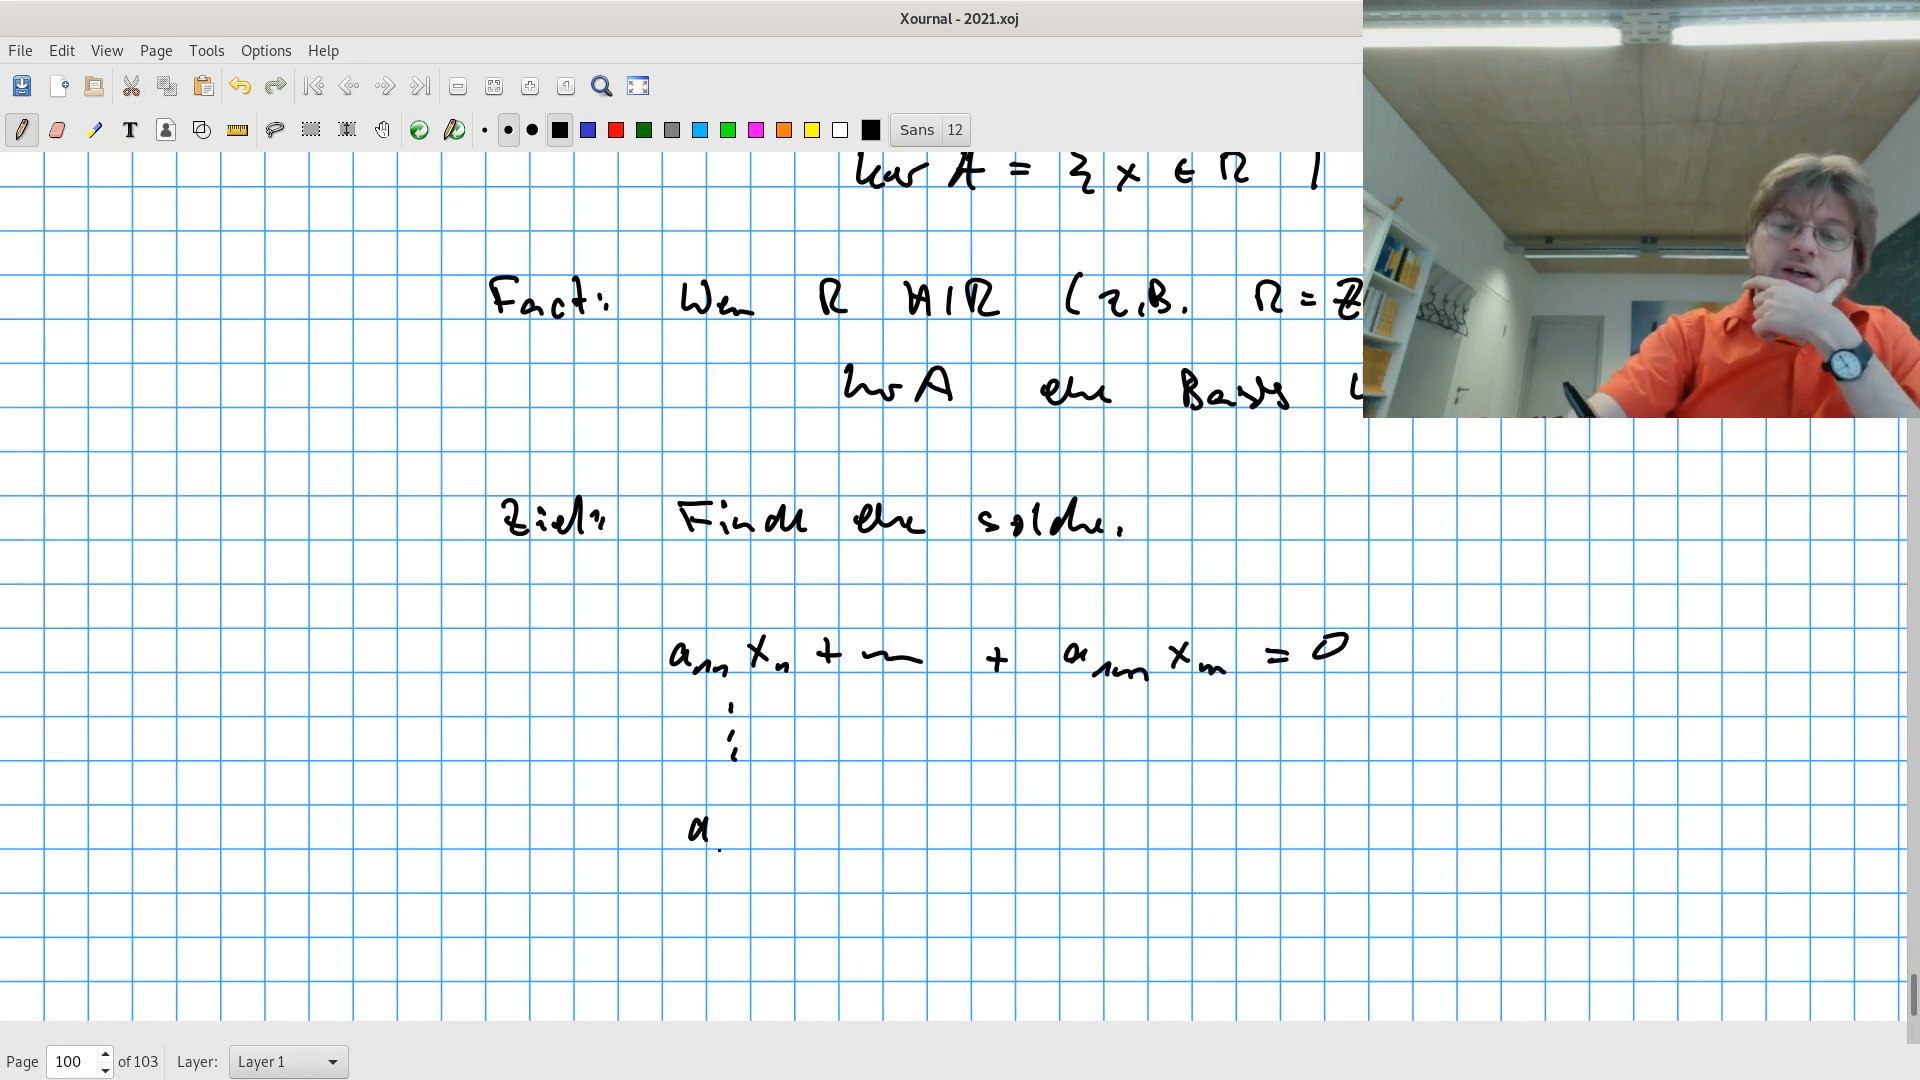 Xournal - 2021.xoj
File Edit View Page Tools Options Help
Sans 12
ker A = { x ∈ R |
Fact: Wenn R HIR (z.B. R = Z
ker A eine Basis
Ziel: Finde eine solche.
a₁₁ x₁ + ... + a₁ₘ xₘ = 0
⋮
a
Page 100 of 103 Layer: Layer 1